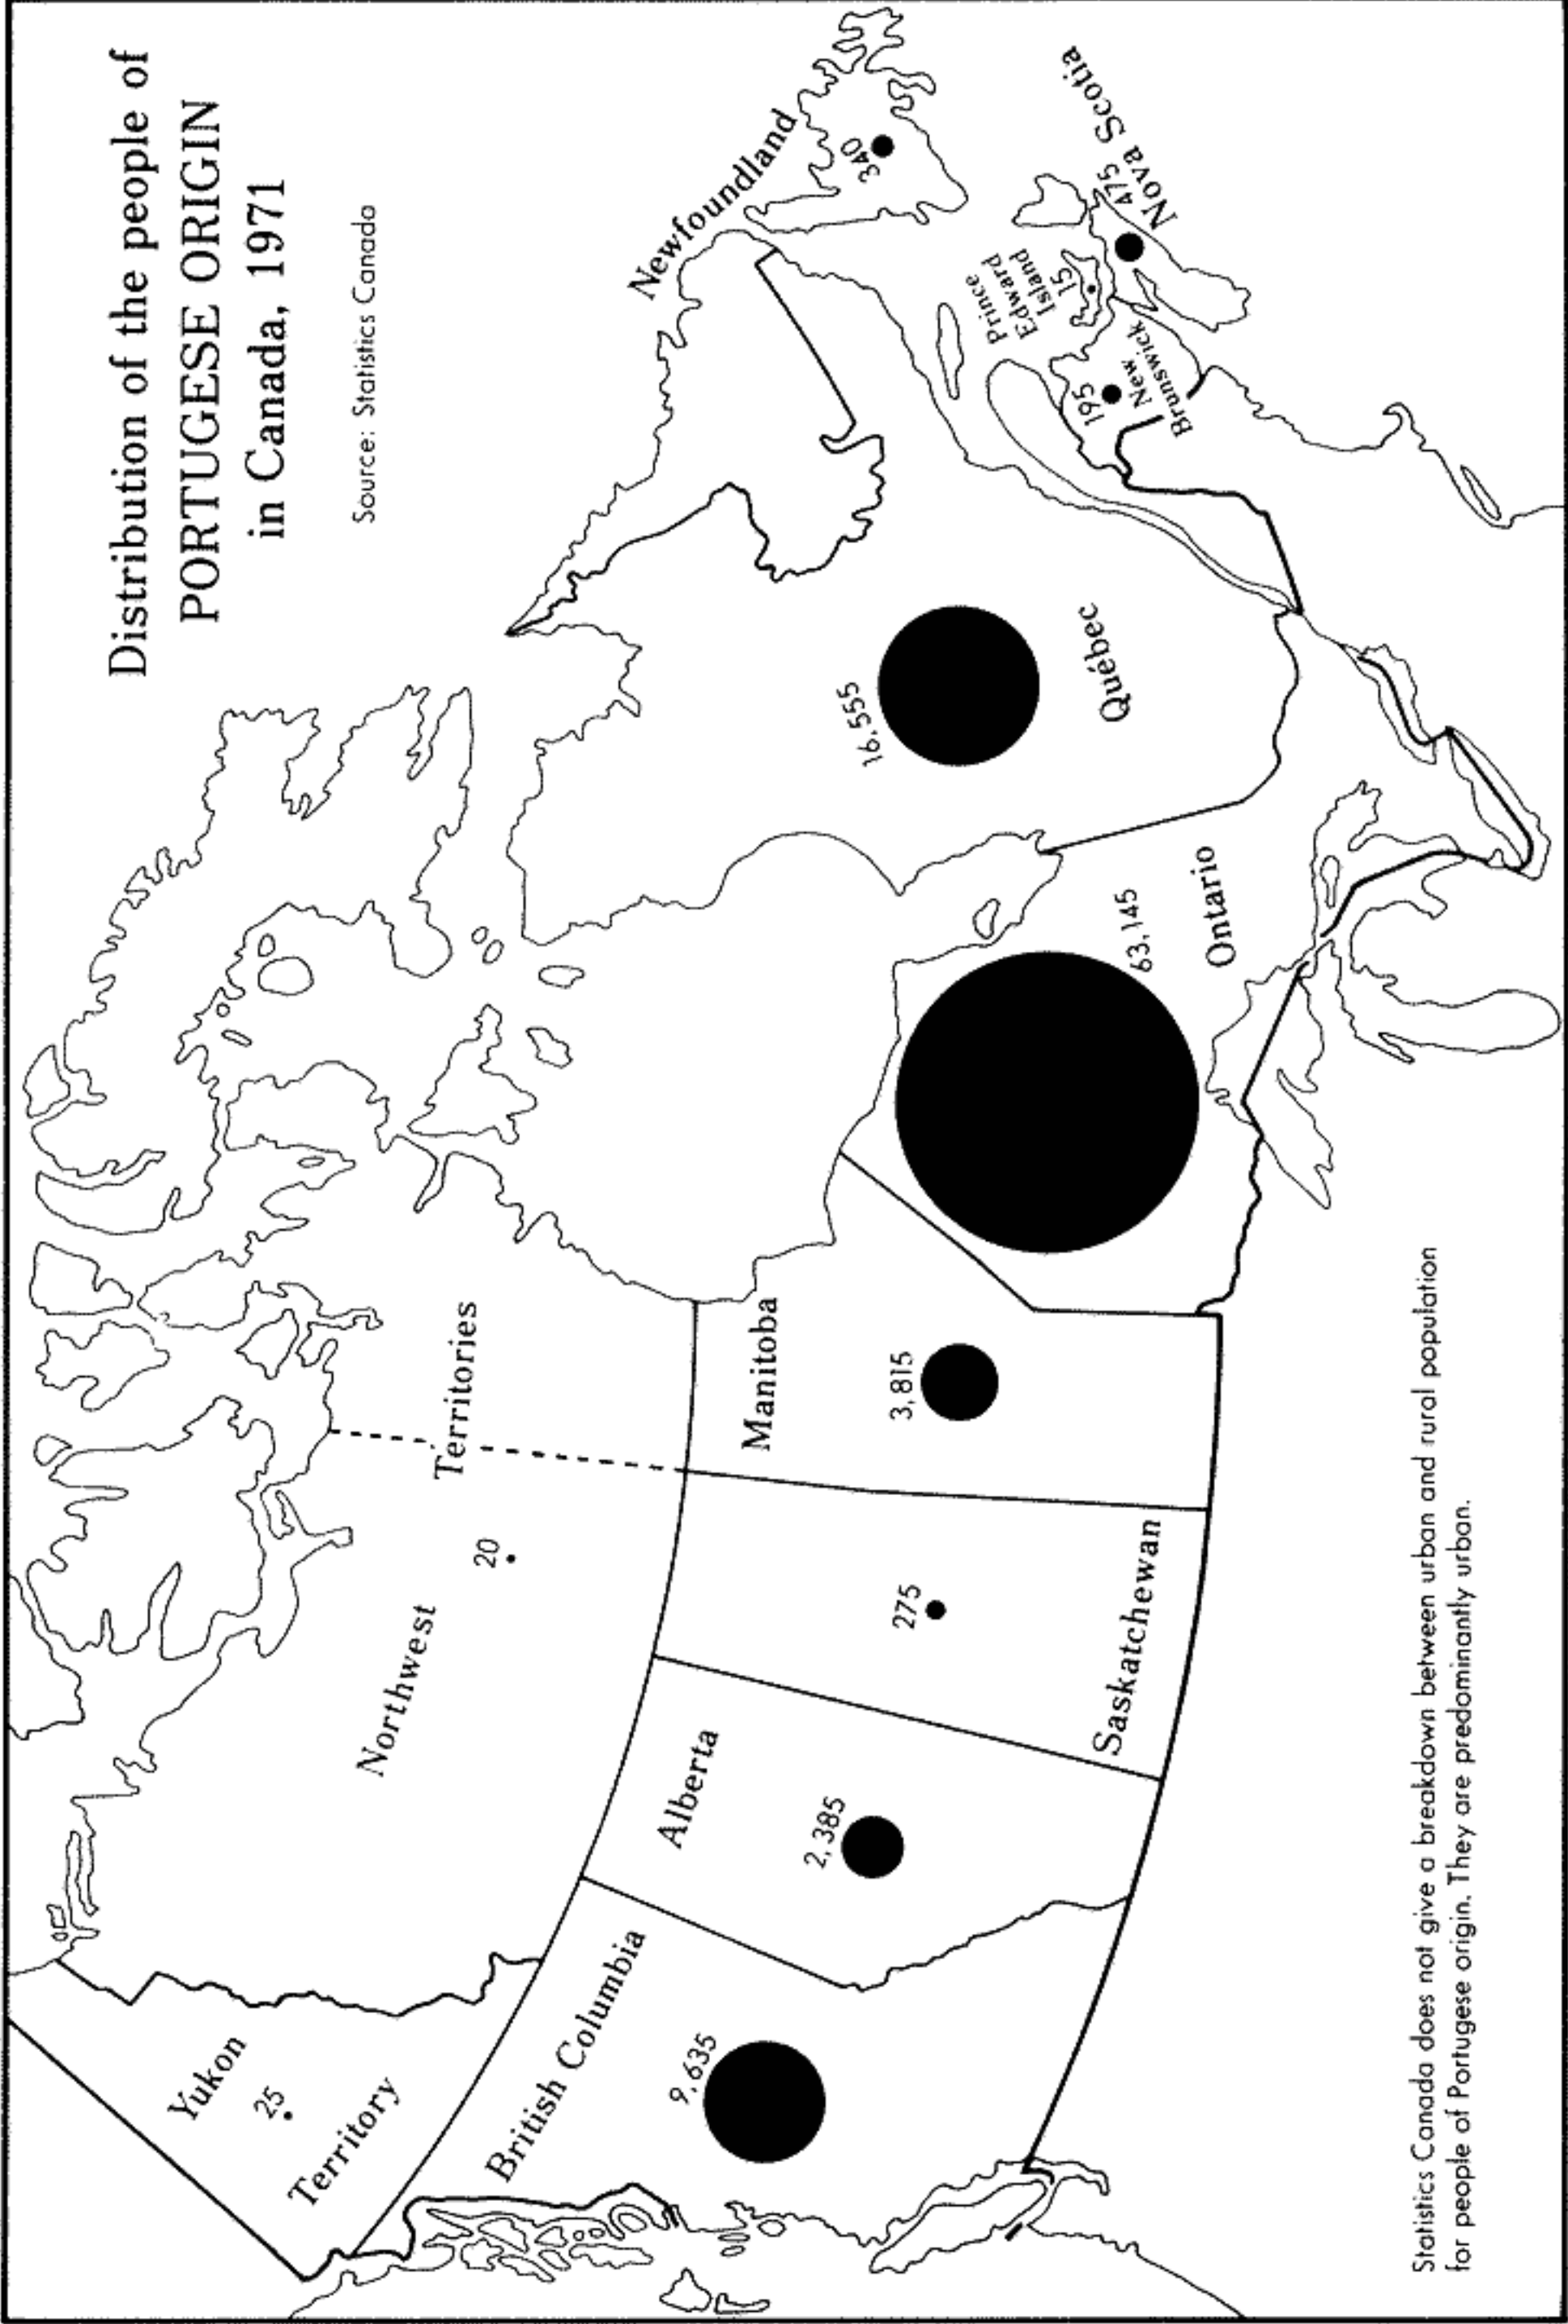 Distribution of the people of
PORTUGESE ORIGIN
in Canada, 1971
Source: Statistics Canada
Yukon
25
Territory
Northwest
Territories
20
British Columbia
9,635
Alberta
2,385
275
Saskatchewan
Manitoba
3,815
63,145
Ontario
16,555
Québec
Newfoundland
340
Prince
Edward
Island
15
195
New
Brunswick
475
Nova Scotia
Statistics Canada does not give a breakdown between urban and rural population
for people of Portugese origin. They are predominantly urban.